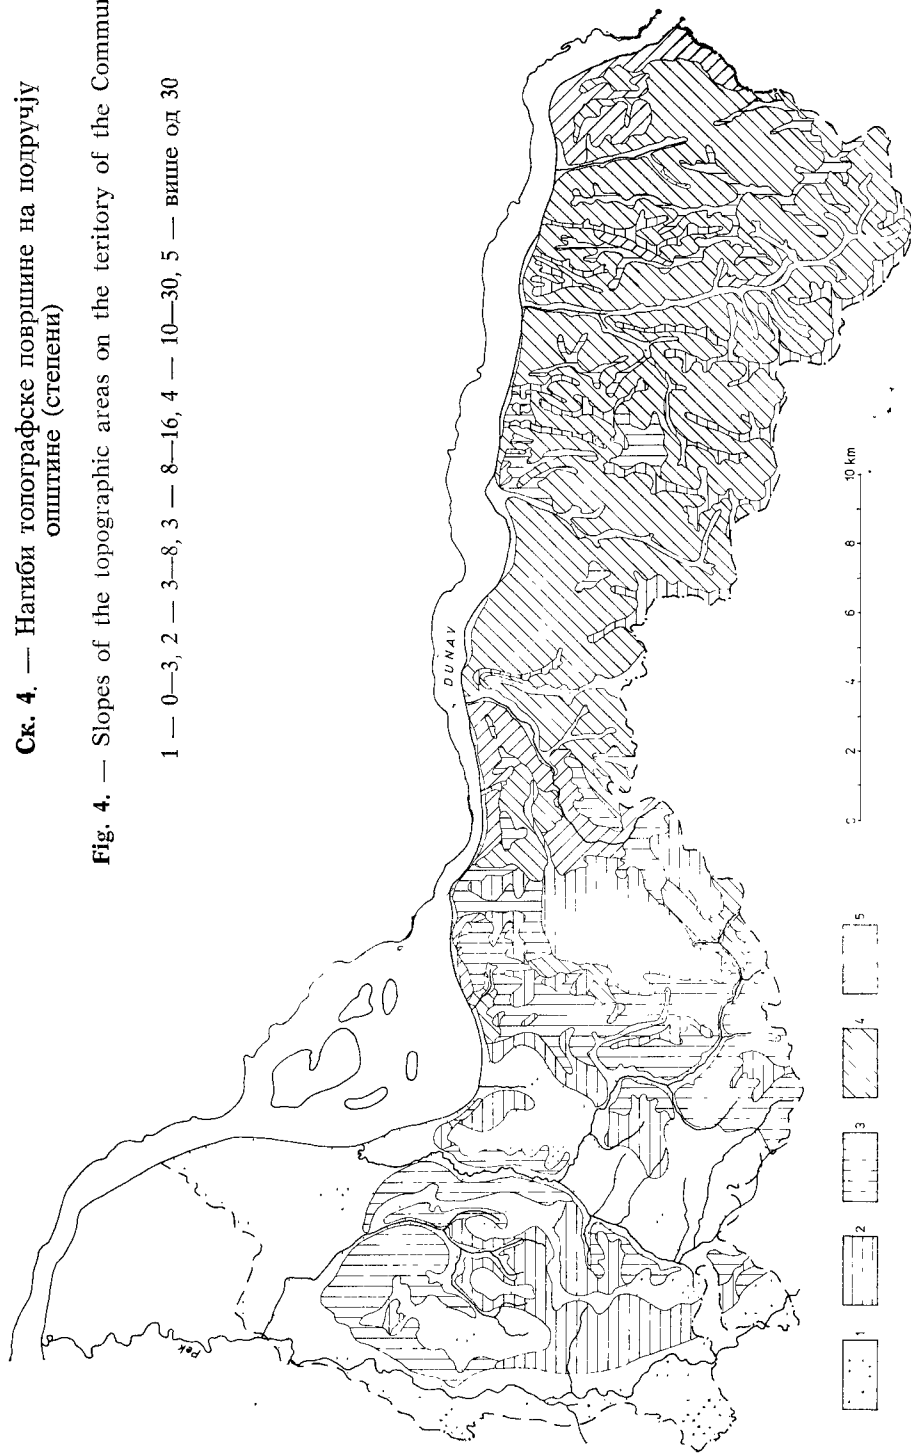 Ск. 4. — Нагиби топографске површине на подручју
општине (степени)
Fig. 4. — Slopes of the topographic areas on the teritory of the Commun
1 — 0—3, 2 — 3—8, 3 — 8—16, 4 — 10—30, 5 — више од 30
DUNAV
Pek
0 2 4 6 8 10 km
1 2 3 4 5